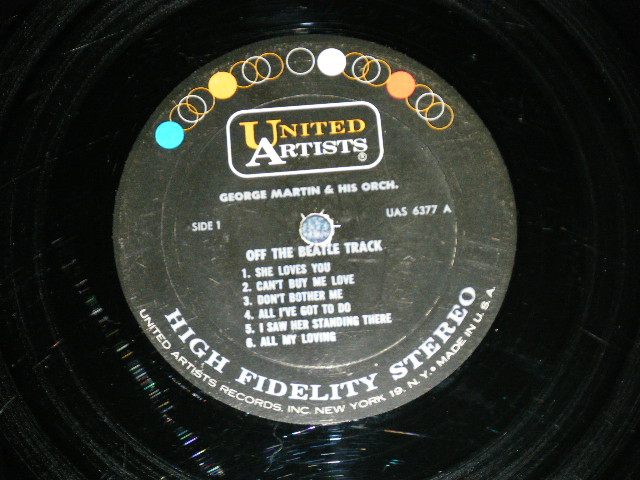 UNITED
ARTISTS®
GEORGE MARTIN & HIS ORCH.
SIDE 1
UAS 6377 A
OFF THE BEATLE TRACK
1. SHE LOVES YOU
2. CAN'T BUY ME LOVE
3. DON'T BOTHER ME
4. ALL I'VE GOT TO DO
5. I SAW HER STANDING THERE
6. ALL MY LOVING
HIGH FIDELITY STEREO
UNITED ARTISTS RECORDS, INC. NEW YORK 19, N.Y. • MADE IN U.S.A.